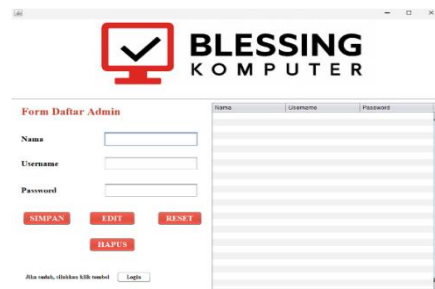 BLESSING
KOMPUTER
Form Daftar Admin
Nama Username Password
Nama
Username
Password
SIMPAN EDIT RESET
HAPUS
Jika sudah, silahkan klik tombol Login